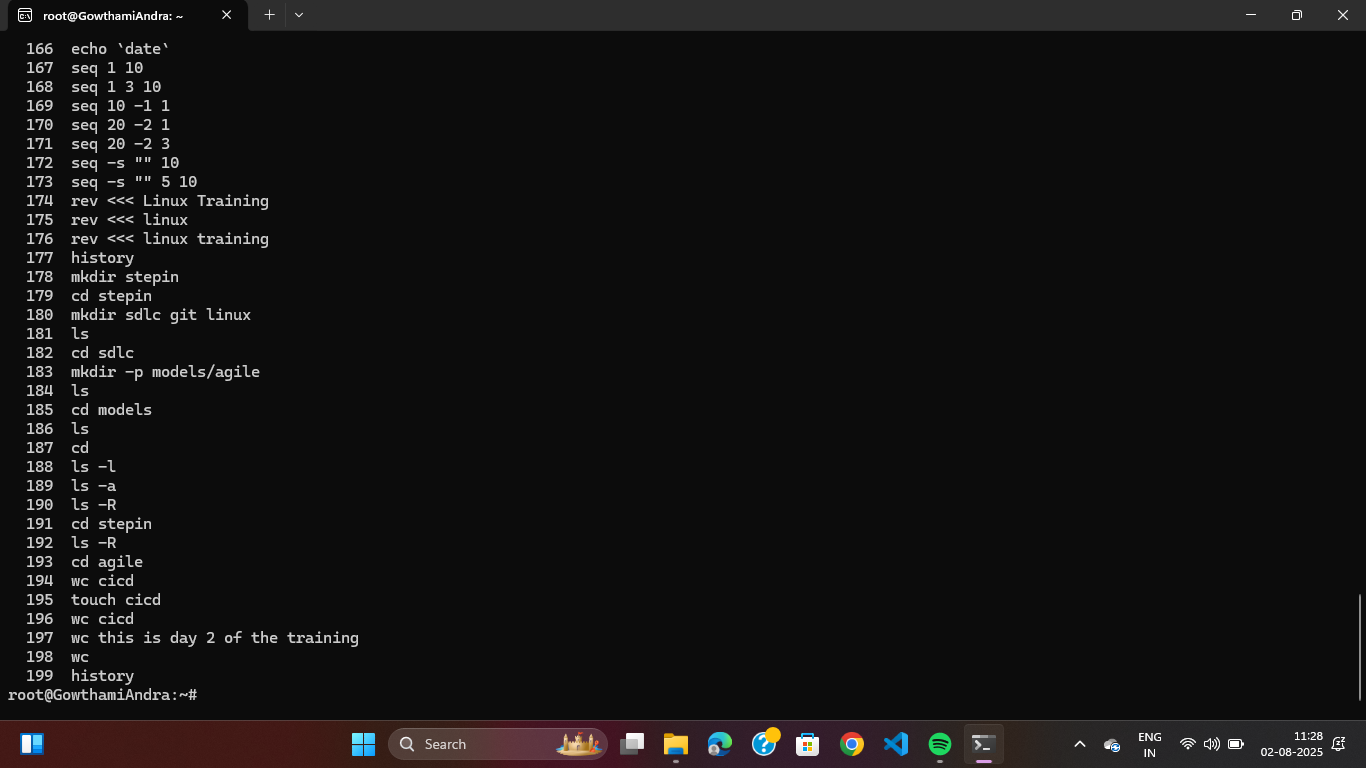 root@GowthamiAndra: ~
166 echo `date`
167 seq 1 10
168 seq 1 3 10
169 seq 10 -1 1
170 seq 20 -2 1
171 seq 20 -2 3
172 seq -s "" 10
173 seq -s "" 5 10
174 rev <<< Linux Training
175 rev <<< linux
176 rev <<< linux training
177 history
178 mkdir stepin
179 cd stepin
180 mkdir sdlc git linux
181 ls
182 cd sdlc
183 mkdir -p models/agile
184 ls
185 cd models
186 ls
187 cd
188 ls -l
189 ls -a
190 ls -R
191 cd stepin
192 ls -R
193 cd agile
194 wc cicd
195 touch cicd
196 wc cicd
197 wc this is day 2 of the training
198 wc
199 history
root@GowthamiAndra:~#
Search
ENG
IN
11:28
02-08-2025